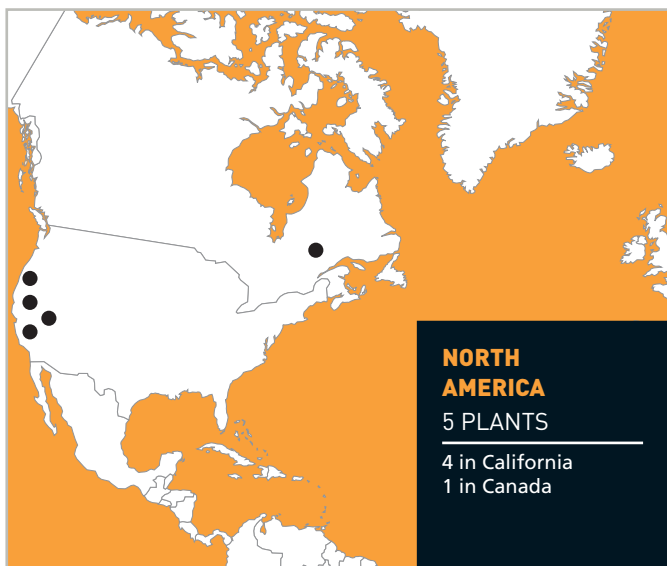 NORTH
AMERICA
5 PLANTS
4 in California
1 in Canada